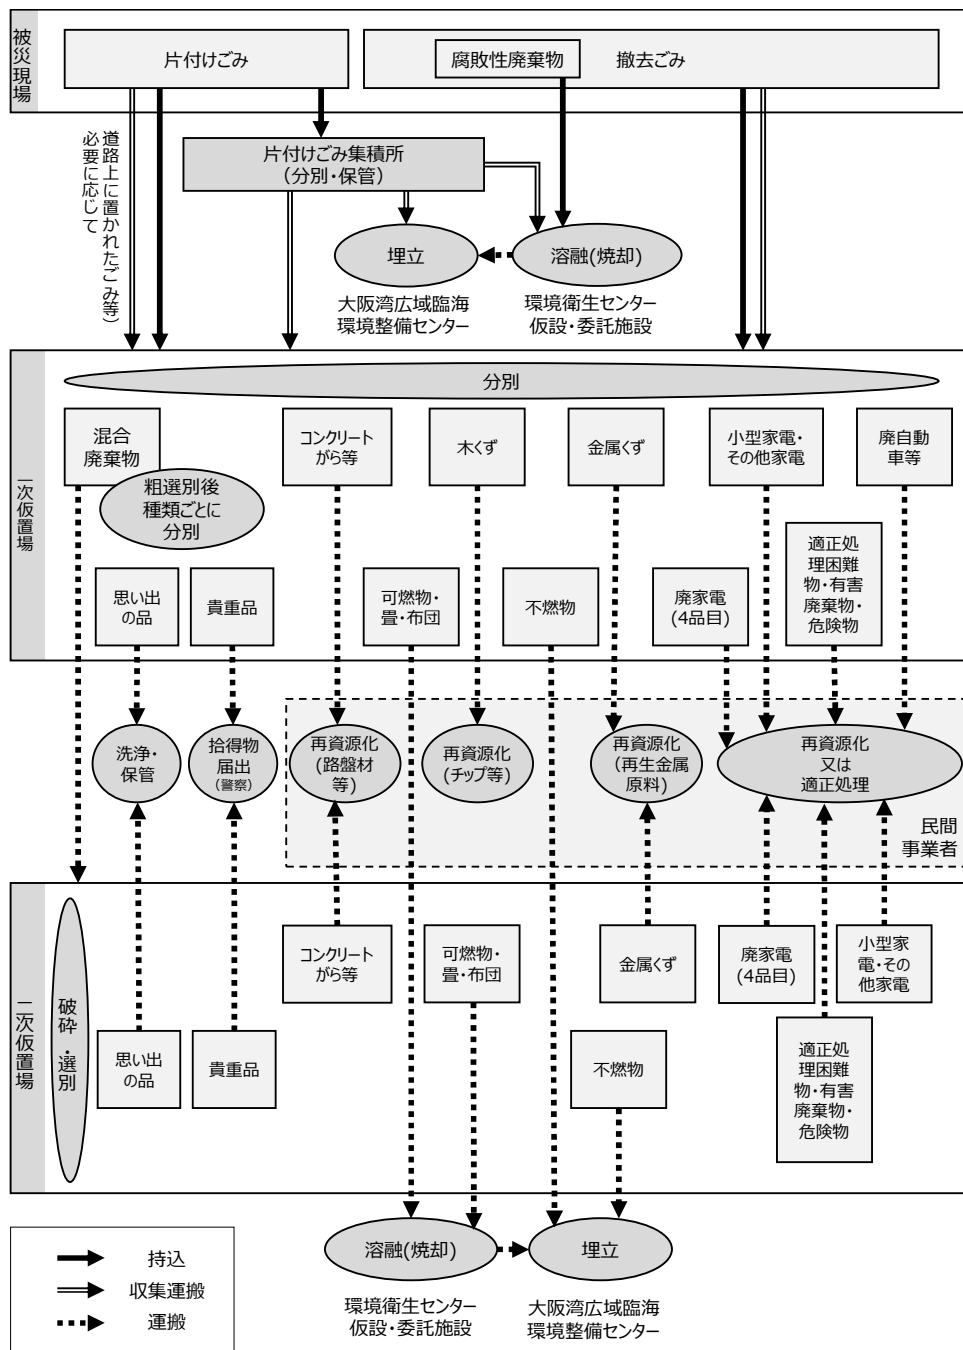 被災現場
片付けごみ
腐敗性廃棄物
撤去ごみ
道路上に置かれたごみ等）
必要に応じて
片付けごみ集積所
（分別・保管）
埋立
溶融(焼却)
大阪湾広域臨海
環境整備センター
環境衛生センター
仮設・委託施設
一次仮置場
分別
混合
廃棄物
粗選別後
種類ごとに
分別
コンクリート
がら等
木くず
金属くず
小型家電・
その他家電
廃自動
車等
思い出
の品
貴重品
可燃物・
畳・布団
不燃物
廃家電
(4品目)
適正処
理困難
物・有害
廃棄物・
危険物
洗浄・
保管
拾得物
届出
（警察）
再資源化
(路盤材
等)
再資源化
(チップ等)
再資源化
(再生金属
原料)
再資源化
又は
適正処理
民間
事業者
二次仮置場
破砕・選別
コンクリート
がら等
可燃物・
畳・布団
金属くず
廃家電
(4品目)
小型家
電・その
他家電
思い出
の品
貴重品
不燃物
適正処
理困難
物・有害
廃棄物・
危険物
溶融(焼却)
埋立
環境衛生センター
仮設・委託施設
大阪湾広域臨海
環境整備センター
持込
収集運搬
運搬